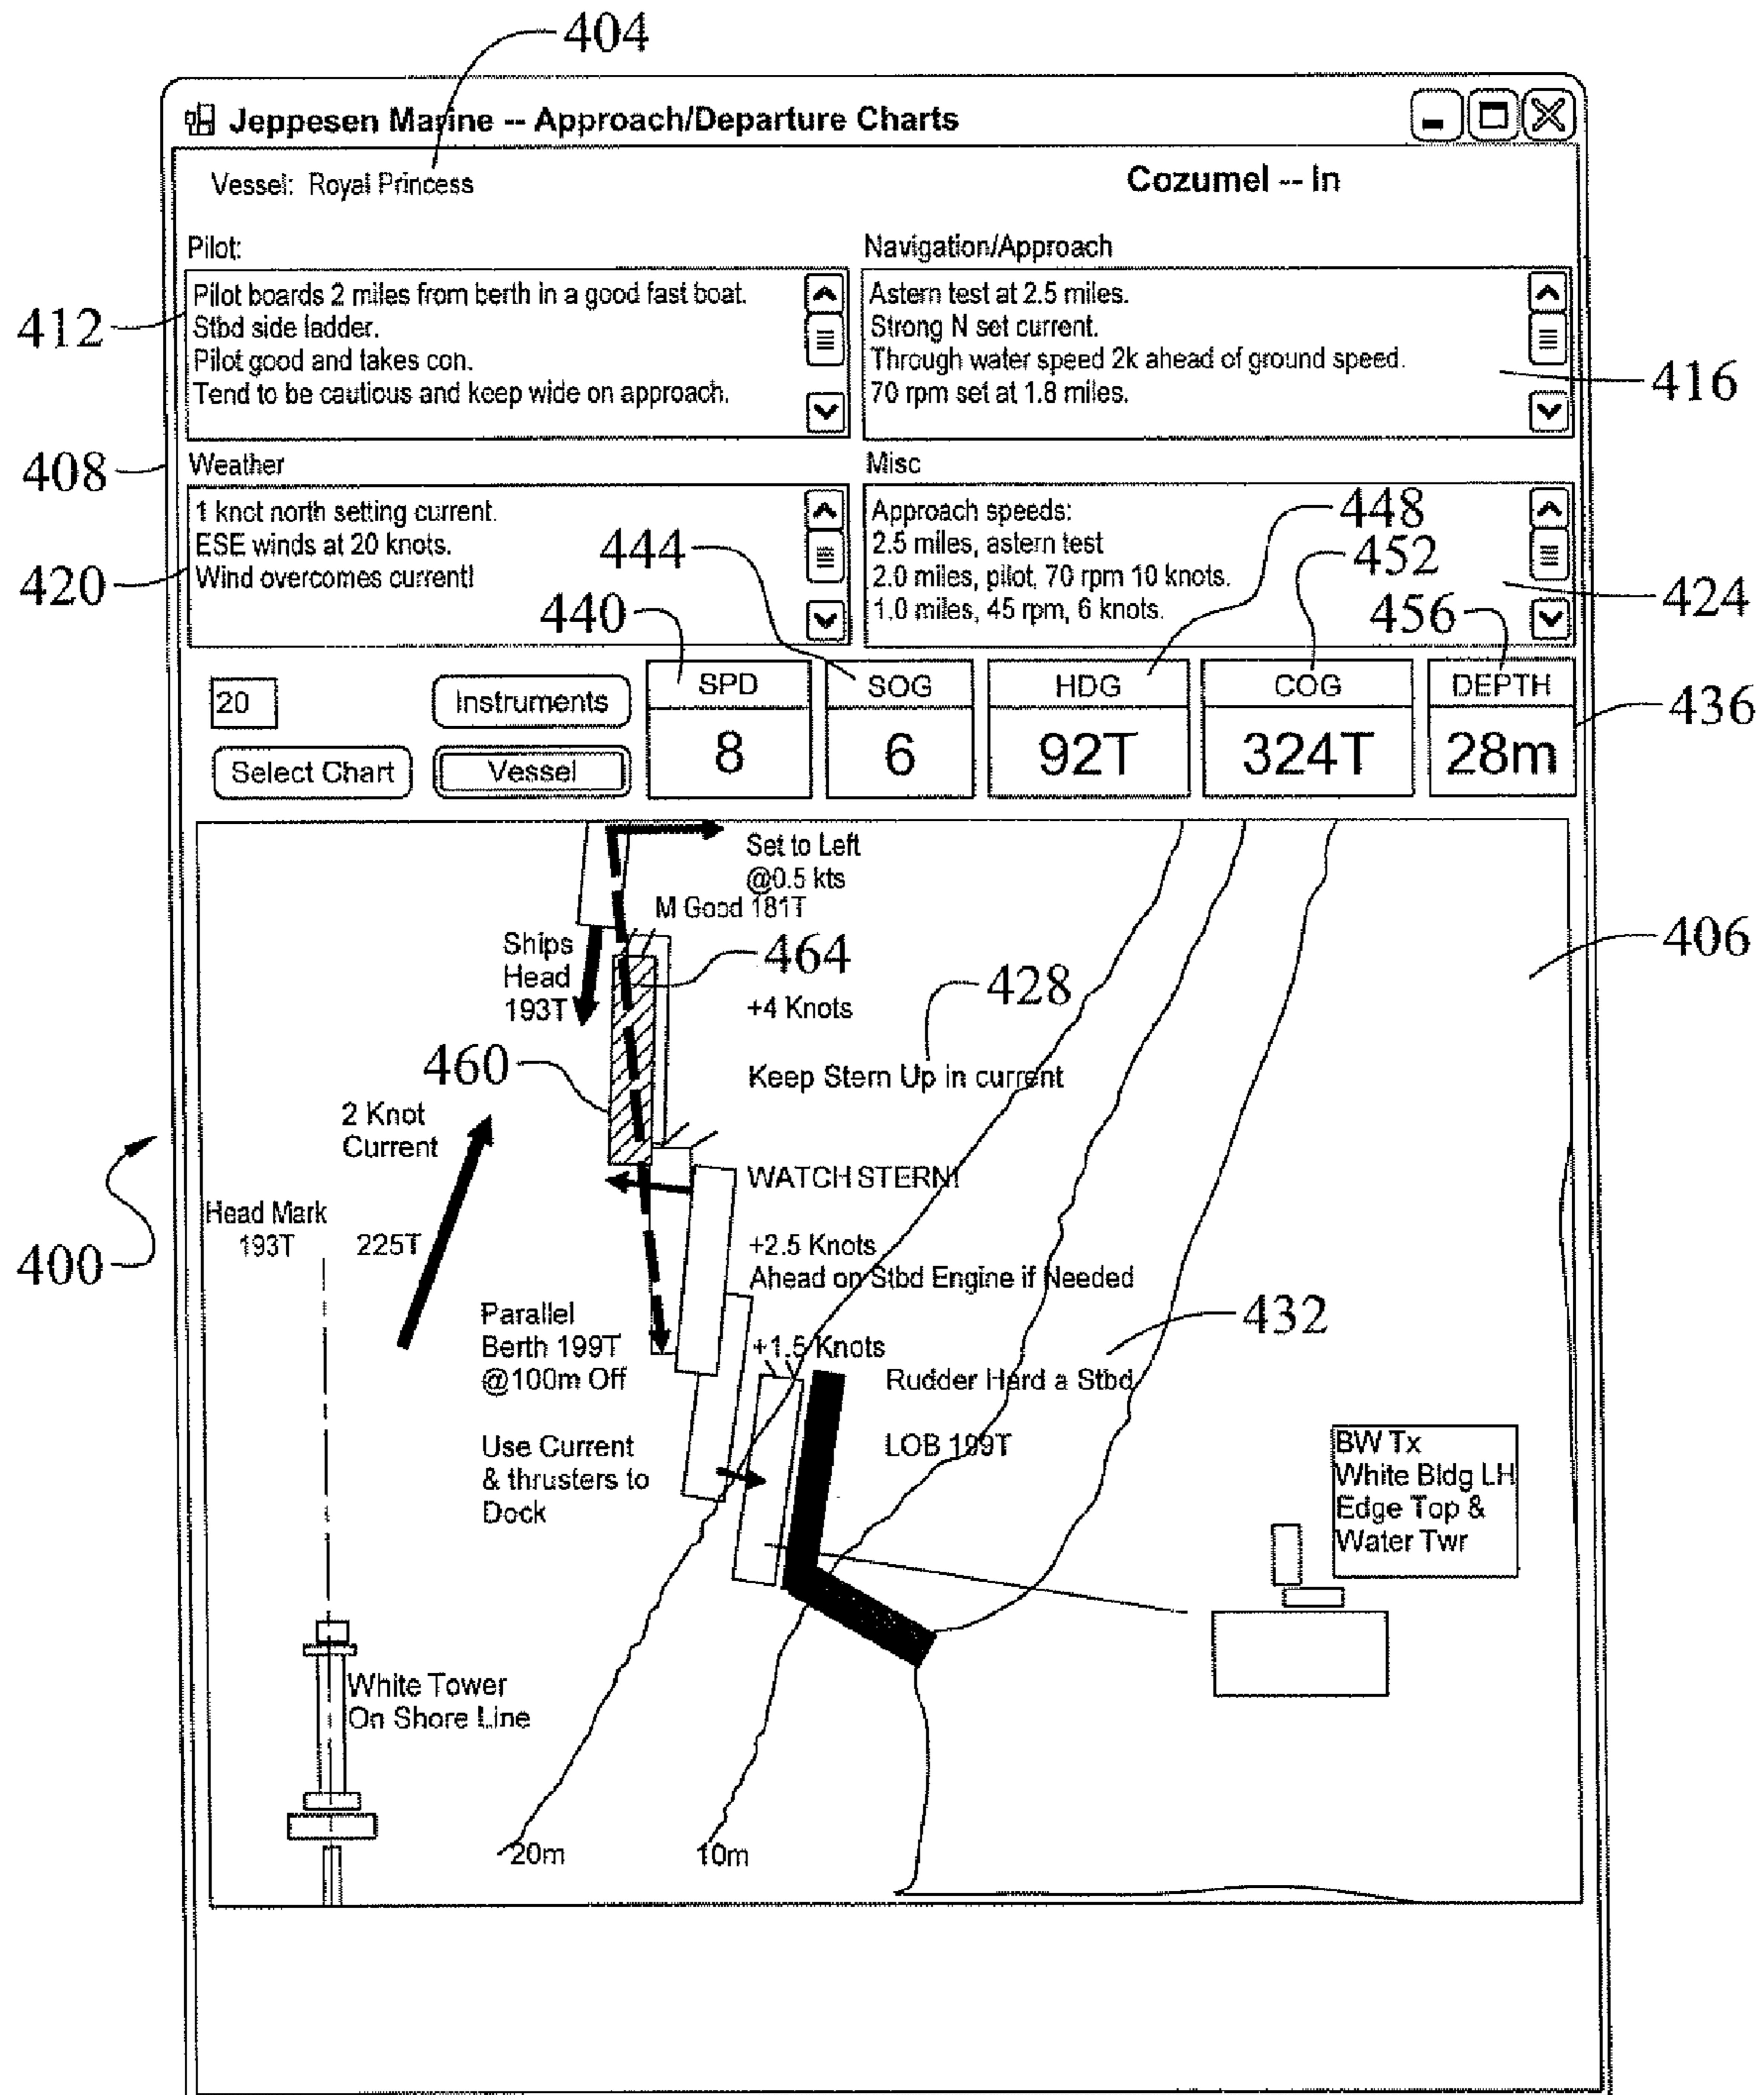 404
Jeppesen Marine -- Approach/Departure Charts
Vessel: Royal Princess
Cozumel -- In
Pilot:
Pilot boards 2 miles from berth in a good fast boat.
Stbd side ladder.
Pilot good and takes con.
Tend to be cautious and keep wide on approach.
412
Navigation/Approach
Astern test at 2.5 miles.
Strong N set current.
Through water speed 2k ahead of ground speed.
70 rpm set at 1.8 miles.
416
408
Weather
1 knot north setting current.
ESE winds at 20 knots.
Wind overcomes current!
420
Misc
Approach speeds:
2.5 miles, astern test
2.0 miles, pilot, 70 rpm 10 knots.
1.0 miles, 45 rpm, 6 knots.
448
444
452
424
440
456
20
Instruments
Select Chart
Vessel
SPD
8
SOG
6
HDG
92T
COG
324T
DEPTH
28m
436
Set to Left
@0.5 kts
M Good 181T
Ships
Head
193T
464
428
406
+4 Knots
460
Keep Stern Up in current
2 Knot
Current
400
WATCH STERN!
Head Mark
193T
225T
+2.5 Knots
Ahead on Stbd Engine if Needed
Parallel
Berth 199T
@100m Off
432
+1.5 Knots
Rudder Hard a Stbd
Use Current
& thrusters to
Dock
LOB 199T
BW Tx
White Bldg LH
Edge Top &
Water Twr
White Tower
On Shore Line
20m
10m